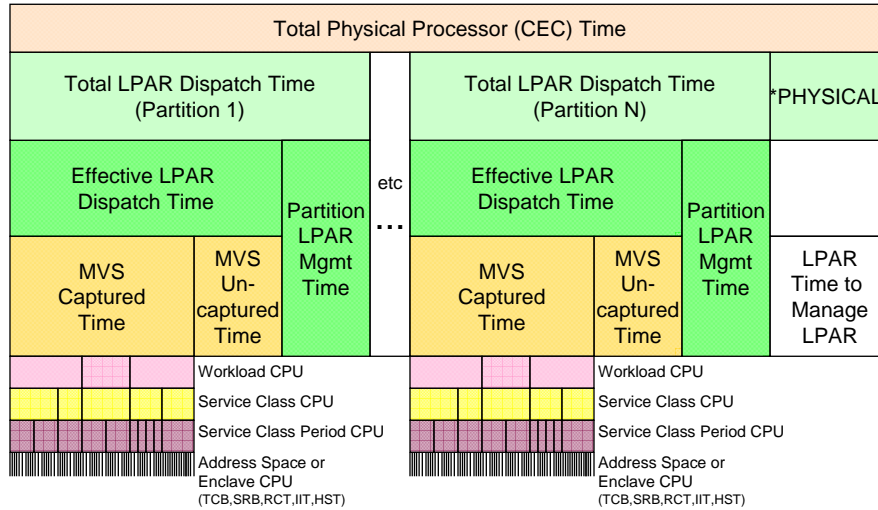 Total Physical Processor (CEC) Time
Total LPAR Dispatch Time
(Partition 1)
Total LPAR Dispatch Time
(Partition N)
*PHYSICAL
Effective LPAR
Dispatch Time
Partition
LPAR
Mgmt
Time
etc
...
Effective LPAR
Dispatch Time
Partition
LPAR
Mgmt
Time
MVS
Captured
Time
MVS
Un-
captured
Time
MVS
Captured
Time
MVS
Un-
captured
Time
LPAR
Time to
Manage
LPAR
Workload CPU
Service Class CPU
Service Class Period CPU
Address Space or
Enclave CPU
(TCB,SRB,RCT,IIT,HST)
Workload CPU
Service Class CPU
Service Class Period CPU
Address Space or
Enclave CPU
(TCB,SRB,RCT,IIT,HST)